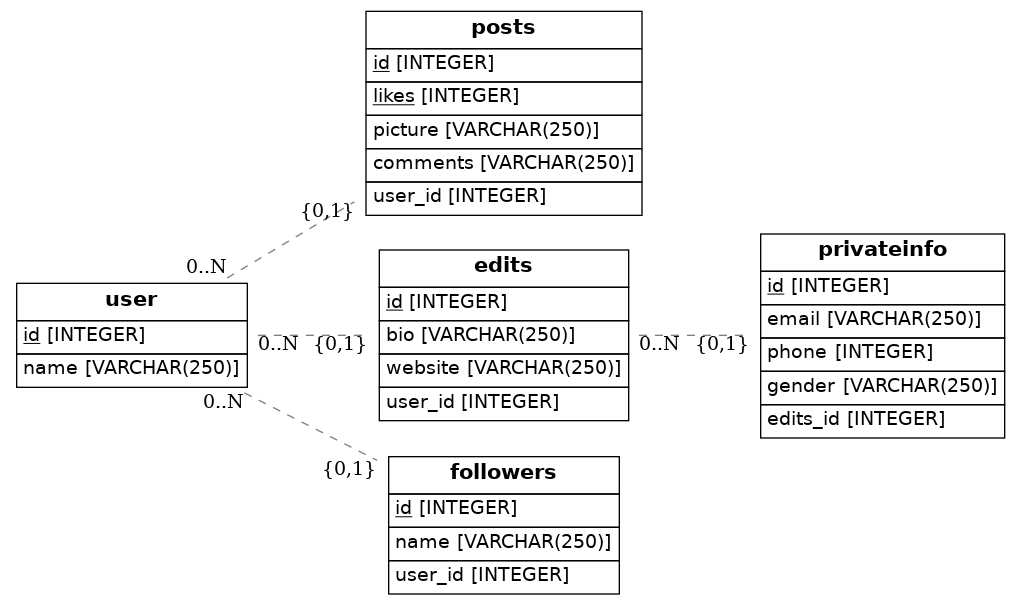 posts
id [INTEGER]
likes [INTEGER]
picture [VARCHAR(250)]
comments [VARCHAR(250)]
user_id [INTEGER]
{0,1}
0..N
user
id [INTEGER]
name [VARCHAR(250)]
0..N {0,1}
0..N
{0,1}
edits
id [INTEGER]
bio [VARCHAR(250)]
website [VARCHAR(250)]
user_id [INTEGER]
0..N {0,1}
privateinfo
id [INTEGER]
email [VARCHAR(250)]
phone [INTEGER]
gender [VARCHAR(250)]
edits_id [INTEGER]
followers
id [INTEGER]
name [VARCHAR(250)]
user_id [INTEGER]